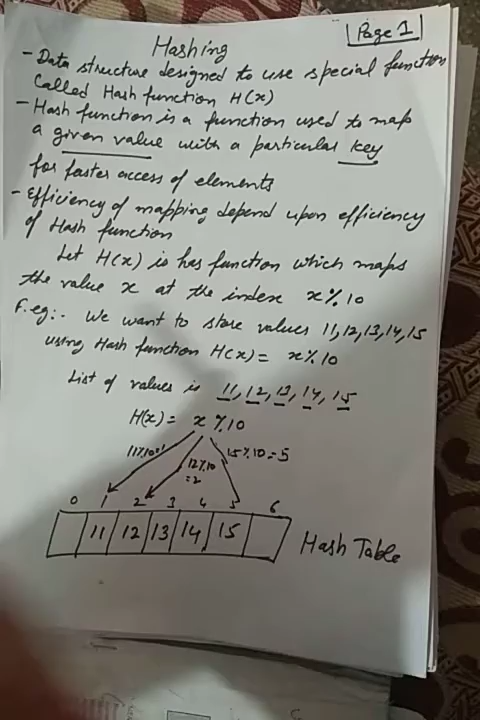 Page 1
Hashing
- Data structure designed to use special function
called Hash function H(x)
- Hash function is a function used to map
a given value with a particular key
for faster access of elements
- Efficiency of mapping depend upon efficiency
of Hash function
Let H(x) is has function which maps
the value x at the index x%10
F.eg:- We want to store values 11,12,13,14,15
using Hash function H(x) = x%10
List of values is 11, 12, 13, 14, 15
H(x) = x%10
11%10=1 12%10 15%10=5
=2
0 1 2 3 4 5 6
11 12 13 14 15
Hash Table